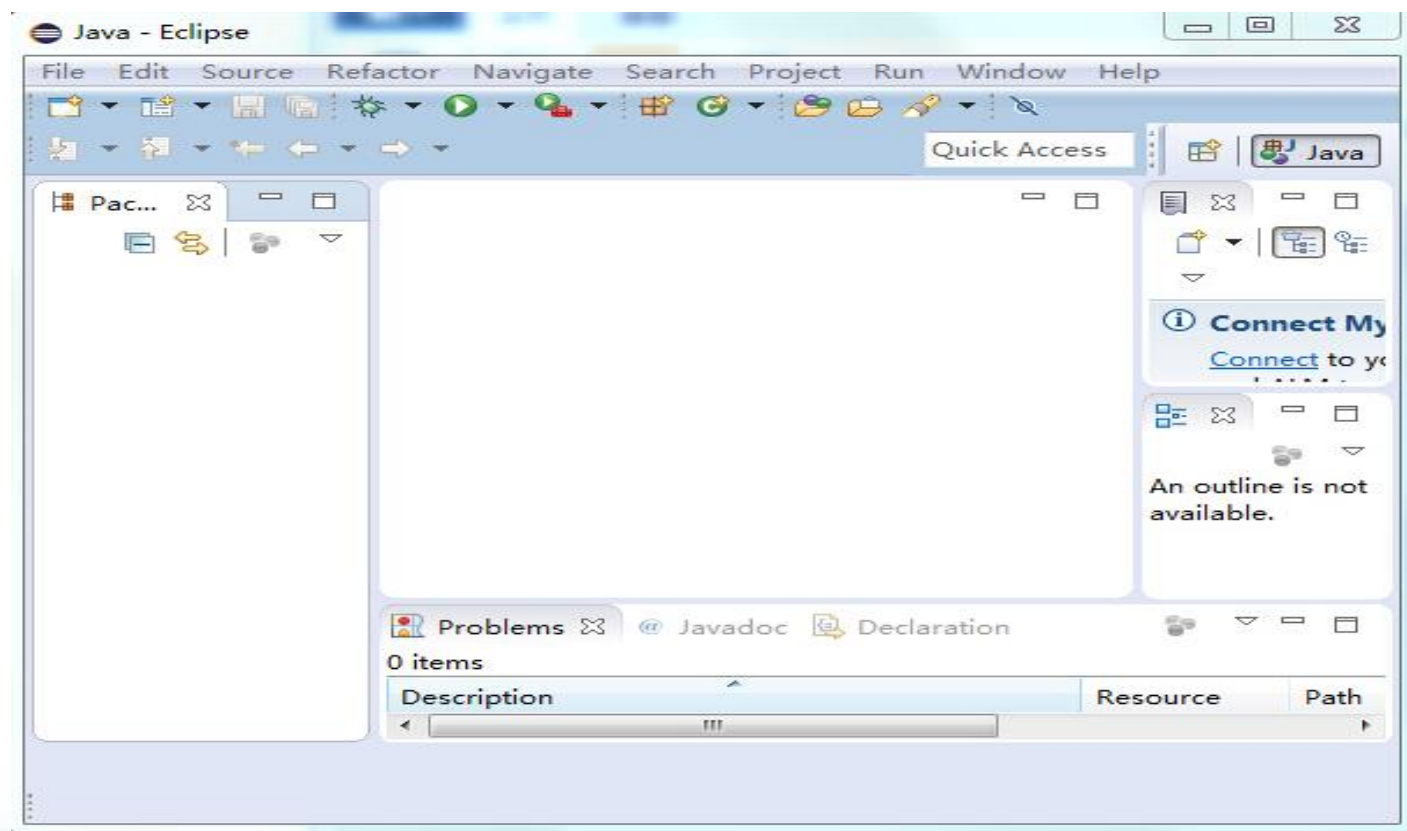 Java - Eclipse
File Edit Source Refactor Navigate Search Project Run Window Help
Quick Access
Java
Pac...
Connect My
Connect to yo
An outline is not
available.
Problems @ Javadoc Declaration
0 items
Description Resource Path